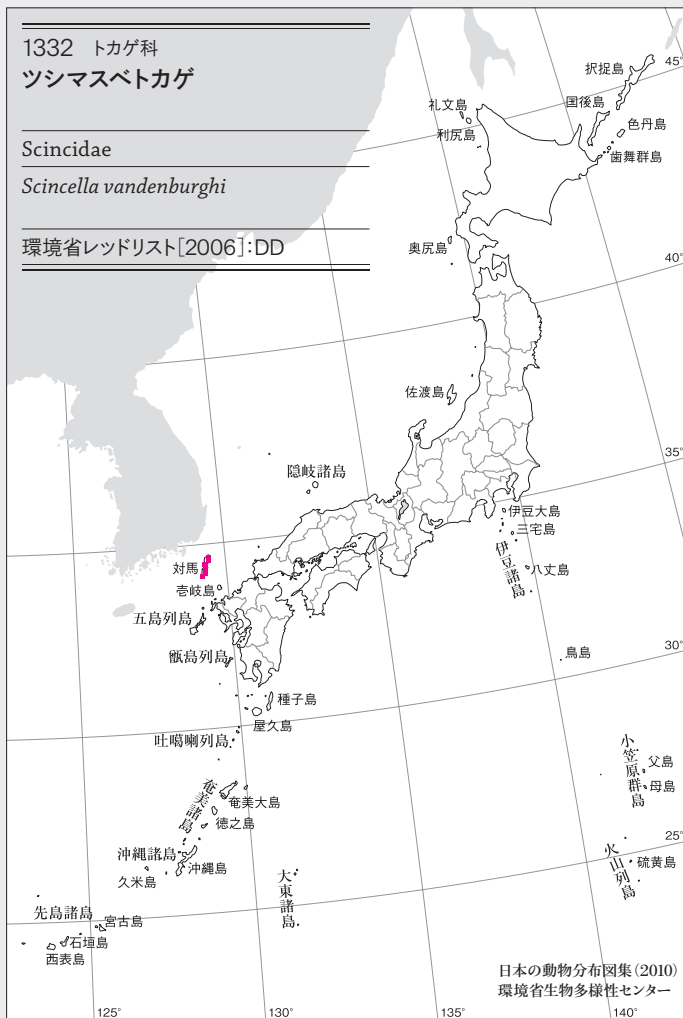 1332 トカゲ科
ツシマスベトカゲ
Scincidae
Scincella vandenburghi
環境省レッドリスト[2006]:DD
45°
択捉島
国後島
色丹島
歯舞群島
礼文島
利尻島
奥尻島
40°
佐渡島
35°
隠岐諸島
伊豆大島
三宅島
伊豆諸島
八丈島
対馬
壱岐島
五島列島
甑島列島
鳥島
30°
種子島
屋久島
吐噶喇列島
小笠原群島
父島
母島
奄美諸島
奄美大島
徳之島
25°
沖縄諸島
沖縄島
久米島
大東諸島
火山列島
硫黄島
先島諸島
宮古島
石垣島
西表島
日本の動物分布図集(2010)
環境省生物多様性センター
125°
130°
135°
140°